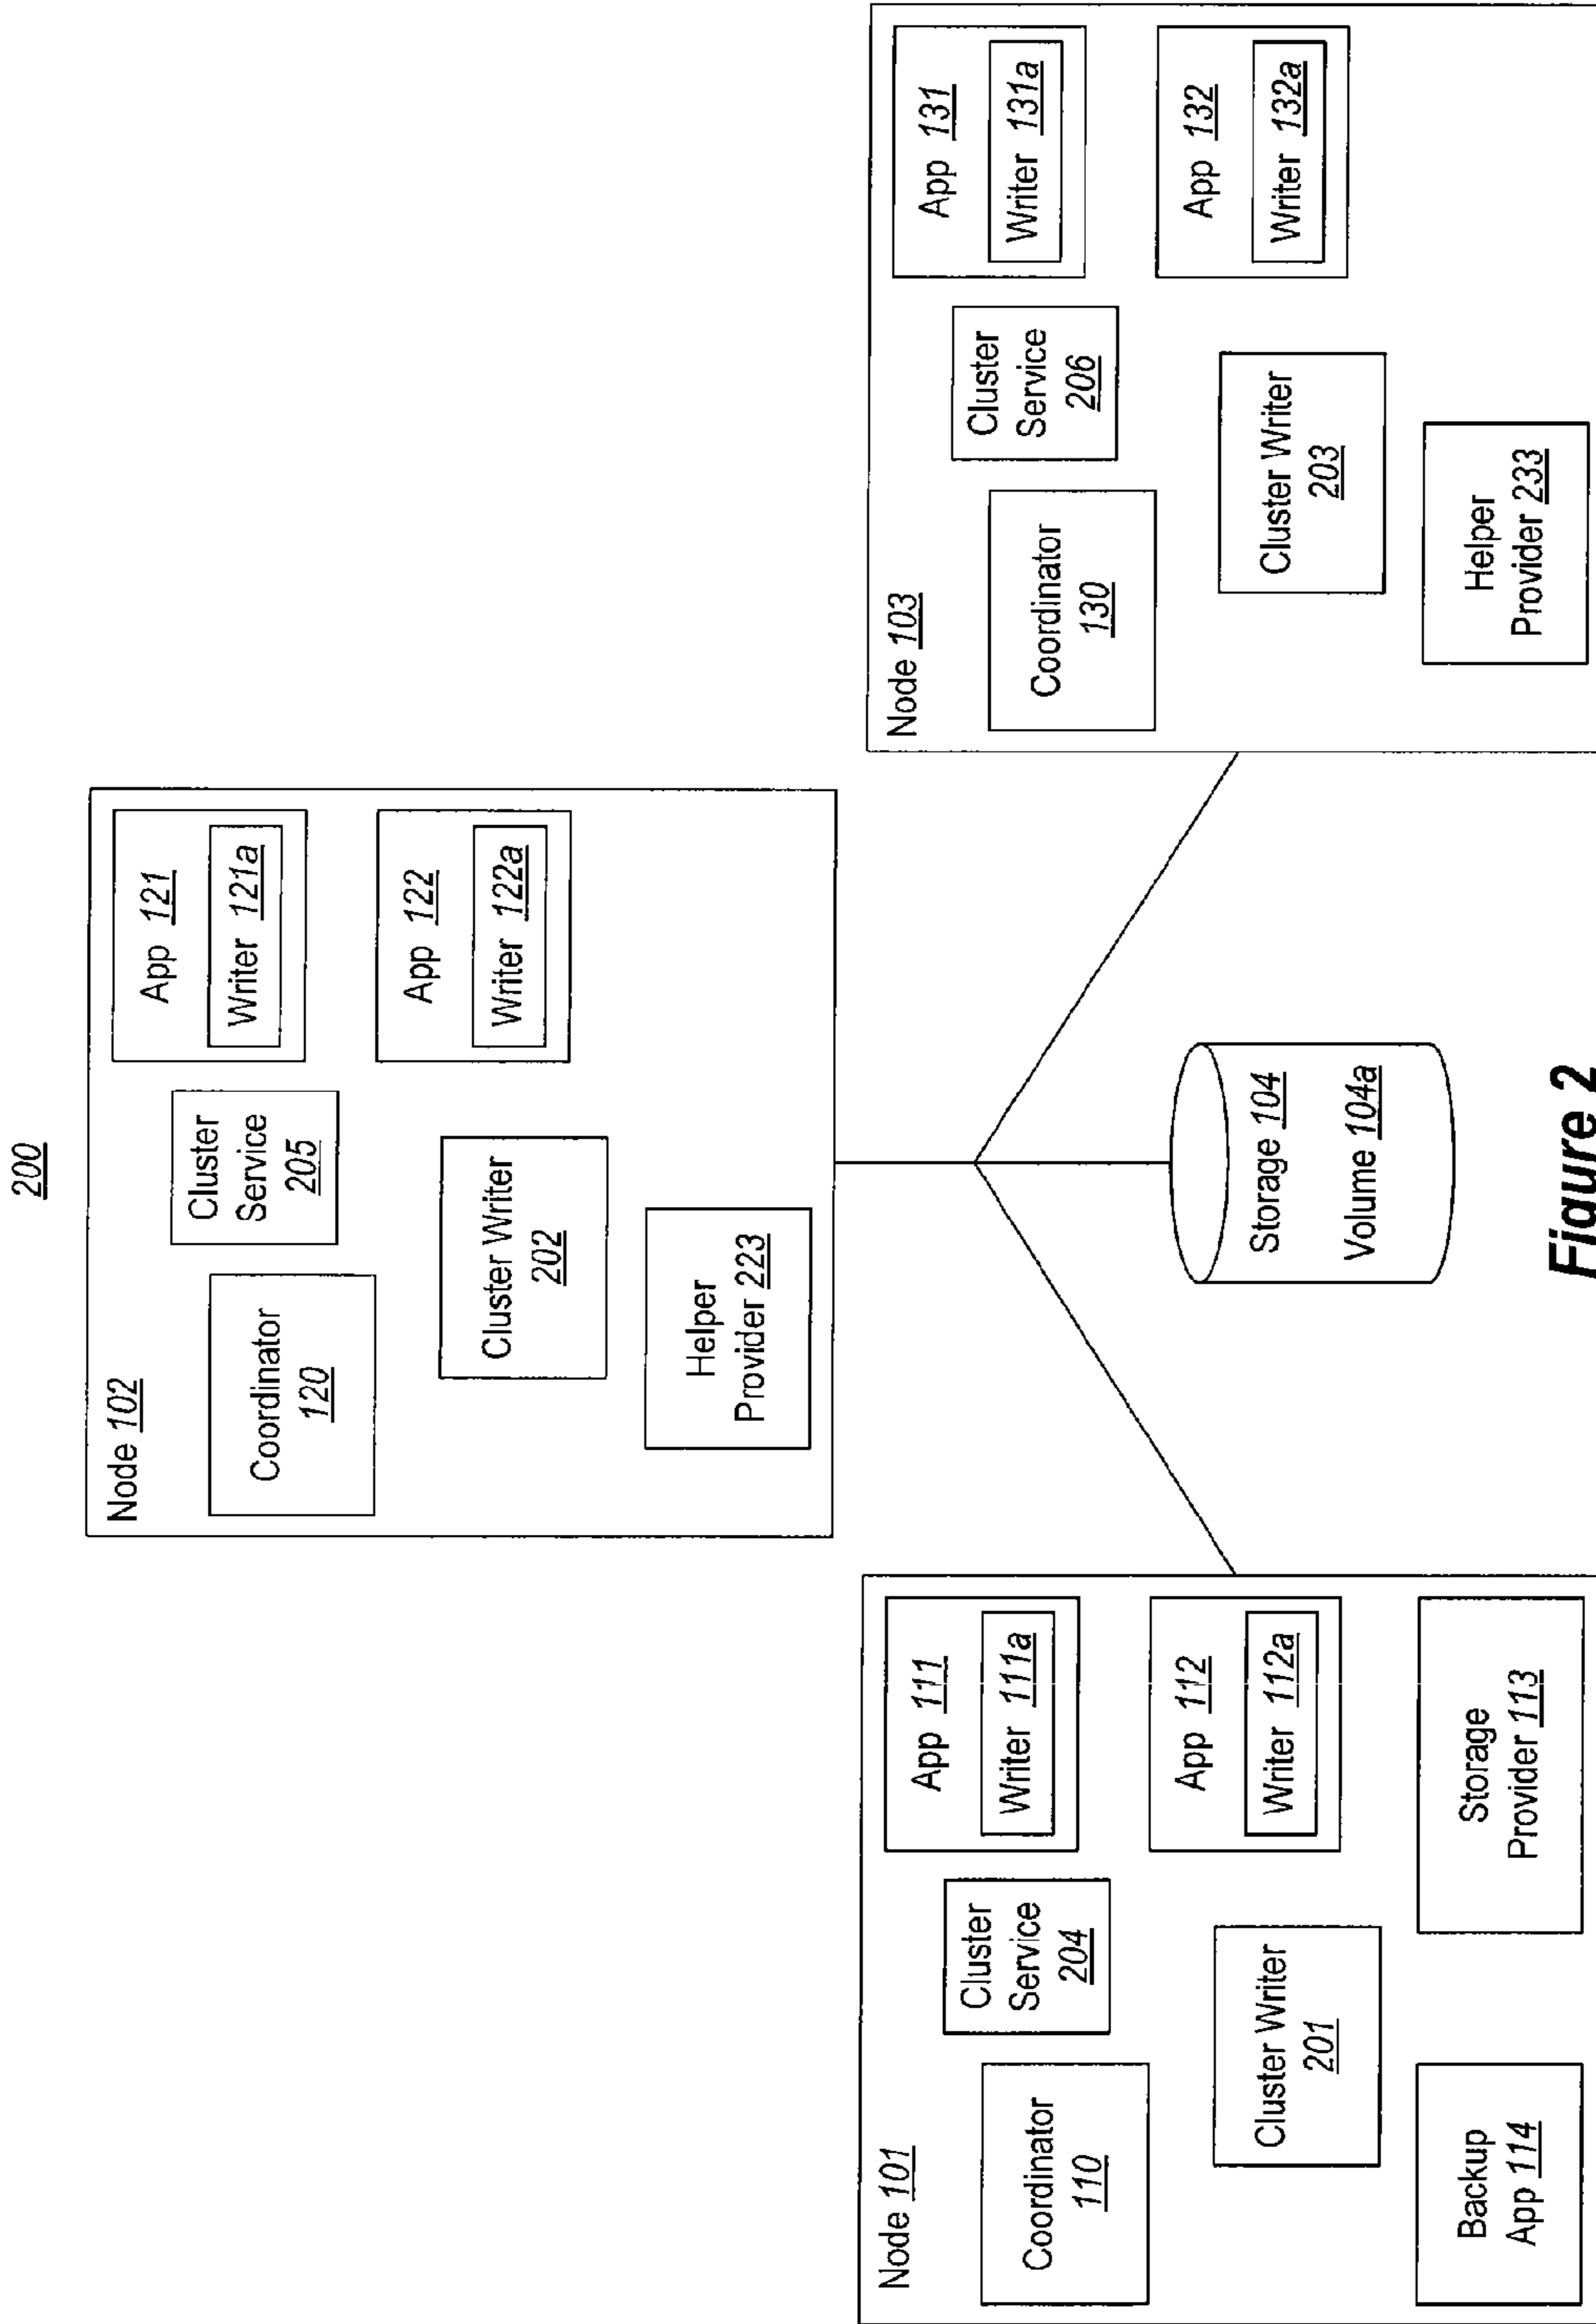 200
Node 102
Coordinator
120
Cluster
Service
205
App 121
Writer 121a
Cluster Writer
202
App 122
Writer 122a
Helper
Provider 223
Node 101
Coordinator
110
Cluster
Service
204
App 111
Writer 111a
Cluster Writer
201
App 112
Writer 112a
Backup
App 114
Storage
Provider 113
Storage 104
Volume 104a
Node 103
Coordinator
130
Cluster
Service
206
App 131
Writer 131a
Cluster Writer
203
App 132
Writer 132a
Helper
Provider 233
Figure 2